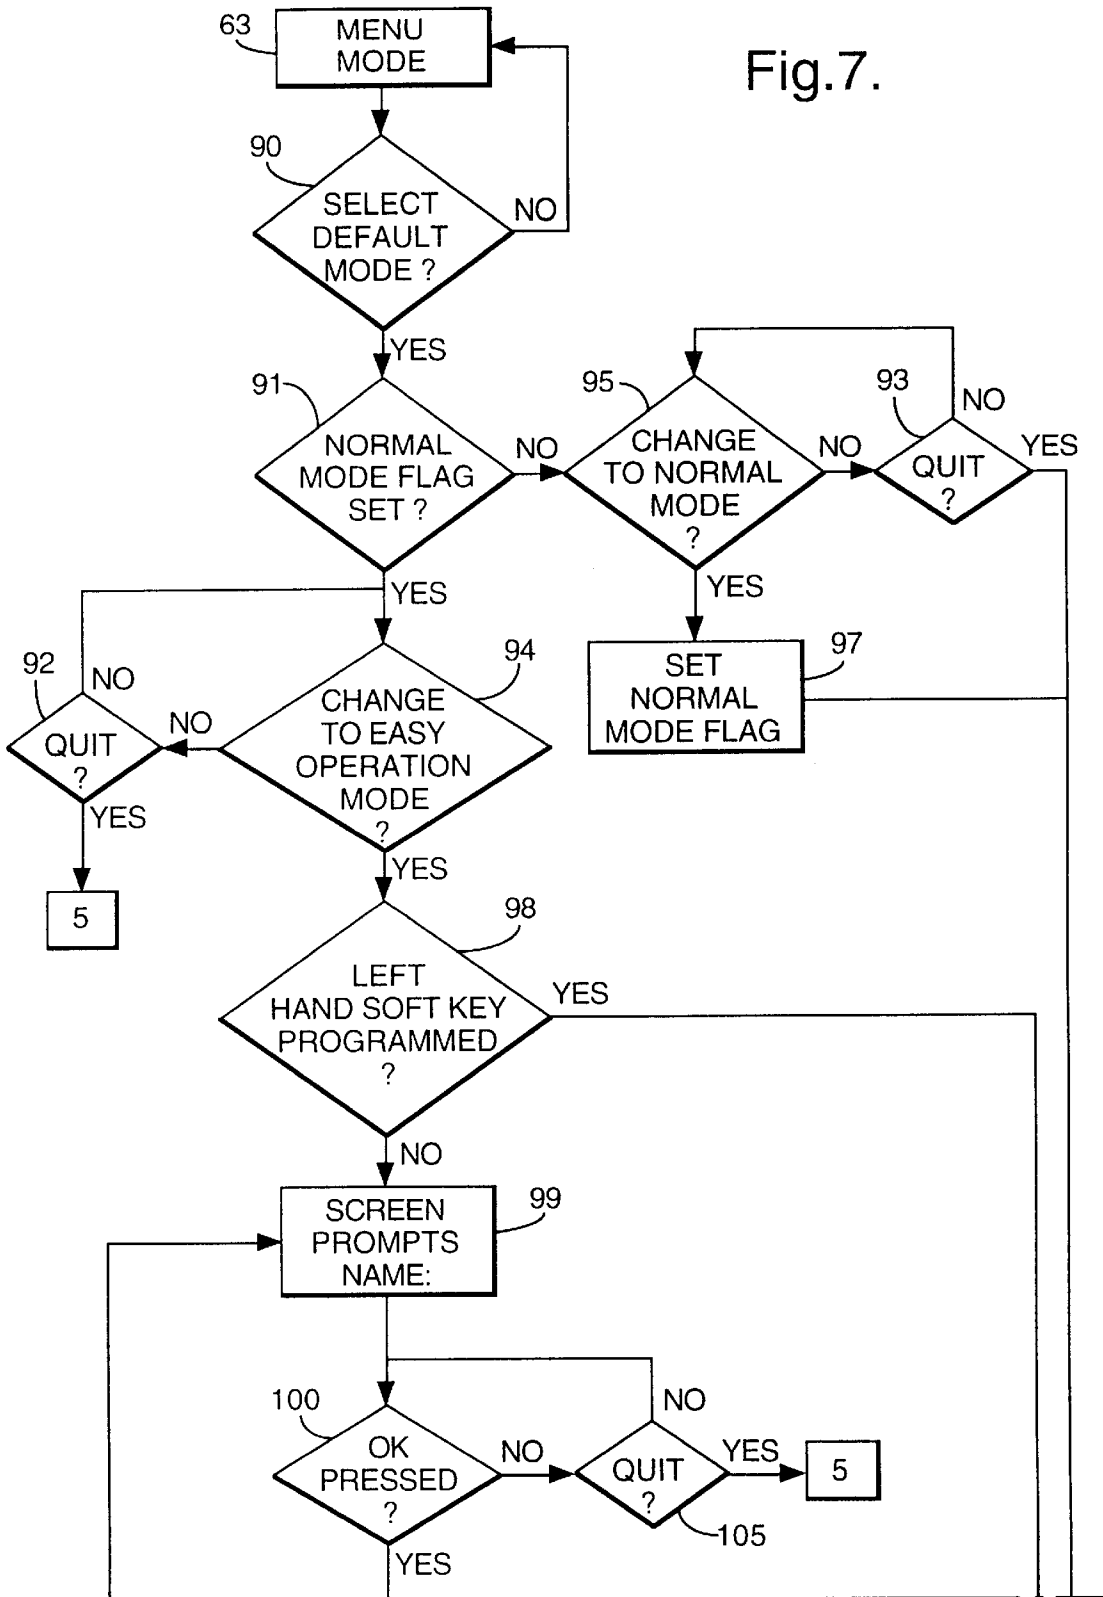 Fig.7.
63
MENU
MODE
90
SELECT
DEFAULT
MODE ?
NO
YES
91
NORMAL
MODE FLAG
SET ?
NO
95
CHANGE
TO NORMAL
MODE
?
NO
93
QUIT
?
NO
YES
YES
YES
SET
NORMAL
MODE FLAG
97
92
QUIT
?
NO
NO
94
CHANGE
TO EASY
OPERATION
MODE
?
YES
5
YES
98
LEFT
HAND SOFT KEY
PROGRAMMED
?
YES
NO
SCREEN
PROMPTS
NAME:
99
100
OK
PRESSED
?
NO
NO
QUIT
?
YES
5
105
YES